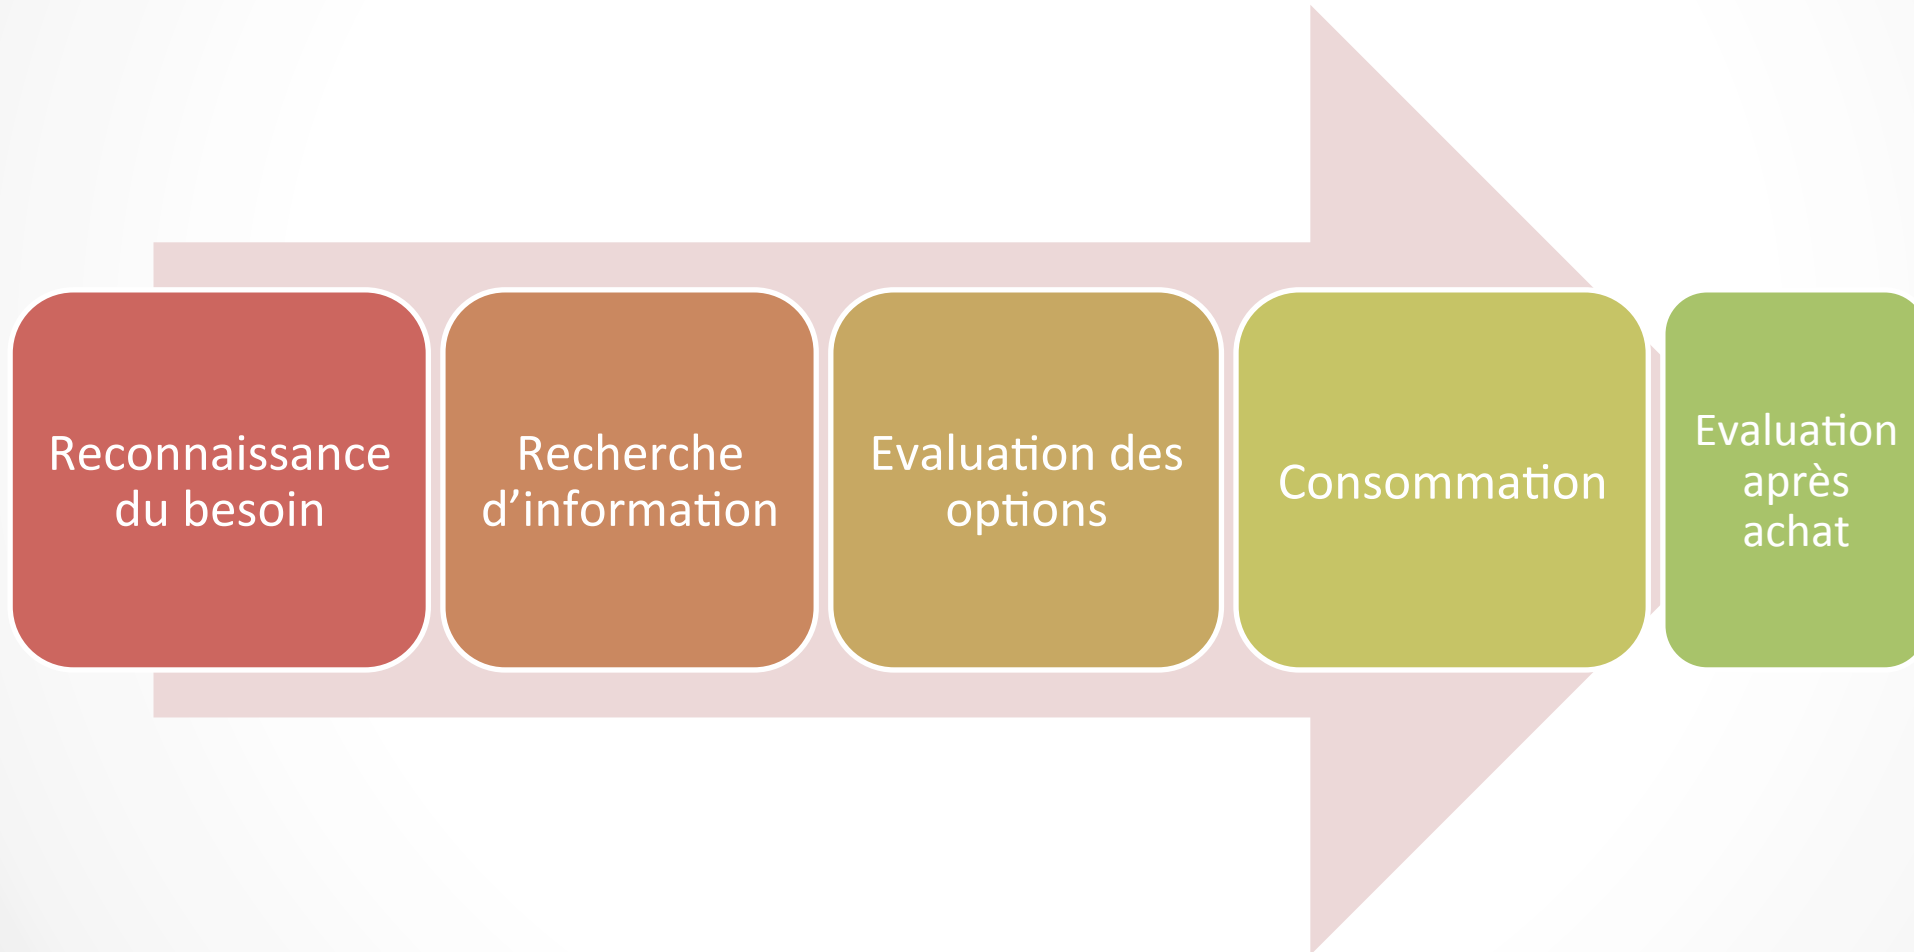 Reconnaissance
du besoin
Recherche
d’information
Evaluation des
options
Consommation
Evaluation
après
achat